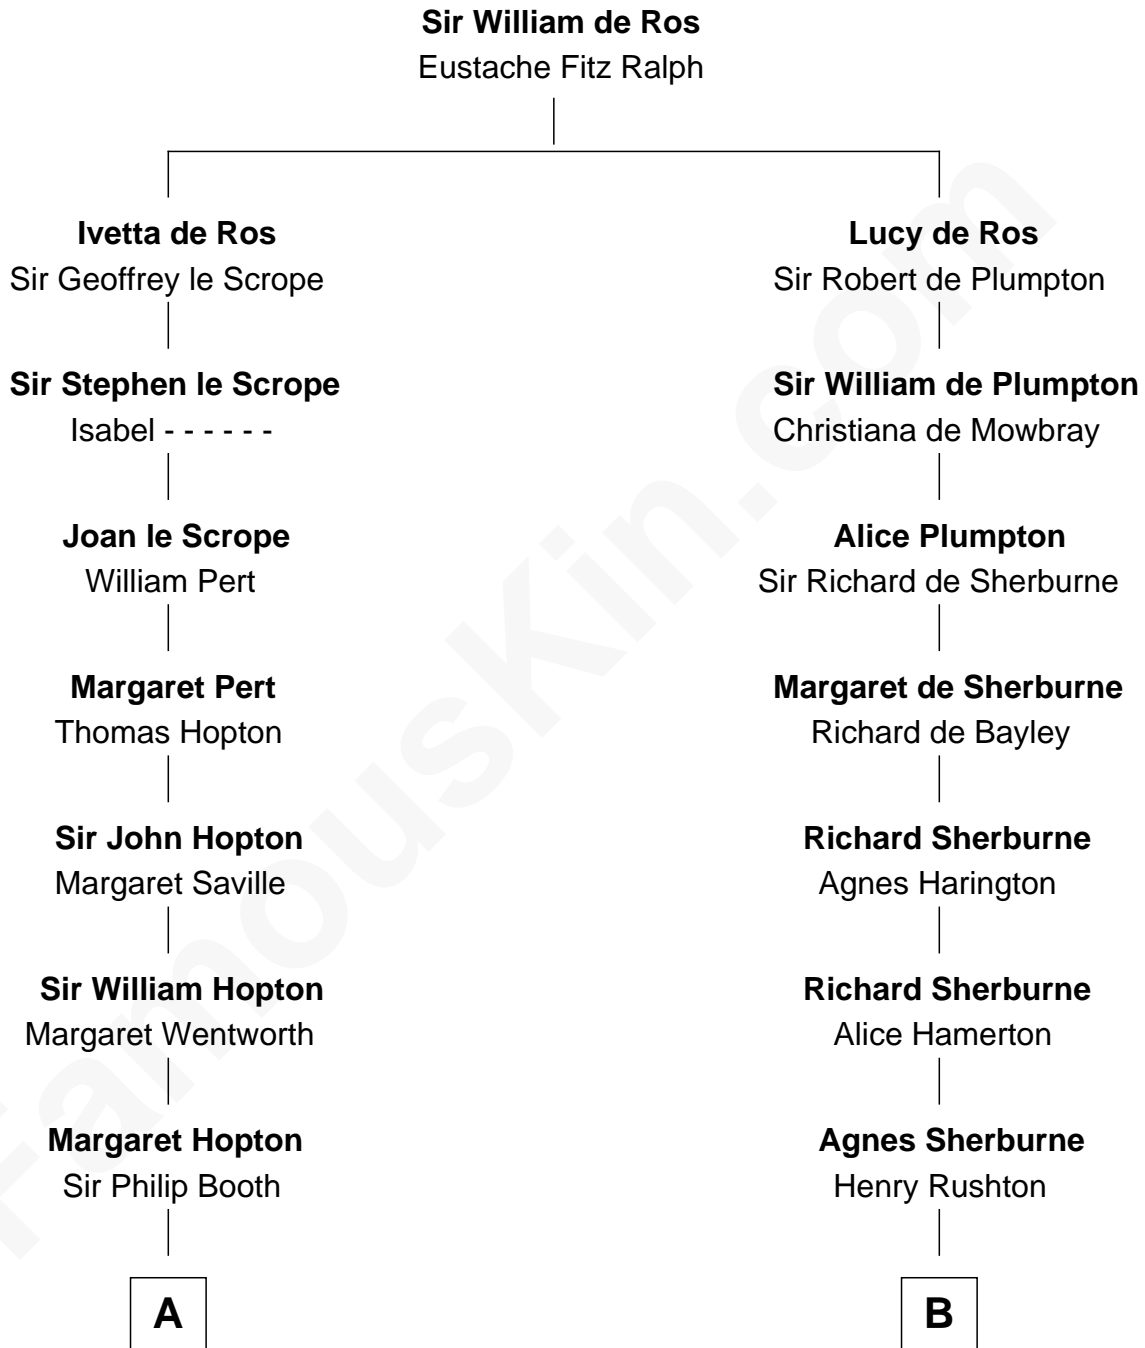 Sir William de Ros
Eustache Fitz Ralph
Ivetta de Ros
Sir Geoffrey le Scrope
Lucy de Ros
Sir Robert de Plumpton
Sir Stephen le Scrope
Isabel - - - - - -
Sir William de Plumpton
Christiana de Mowbray
Joan le Scrope
William Pert
Alice Plumpton
Sir Richard de Sherburne
Margaret Pert
Thomas Hopton
Margaret de Sherburne
Richard de Bayley
Sir John Hopton
Margaret Saville
Richard Sherburne
Agnes Harington
Sir William Hopton
Margaret Wentworth
Richard Sherburne
Alice Hamerton
Margaret Hopton
Sir Philip Booth
Agnes Sherburne
Henry Rushton
A
B
FamousKin.com